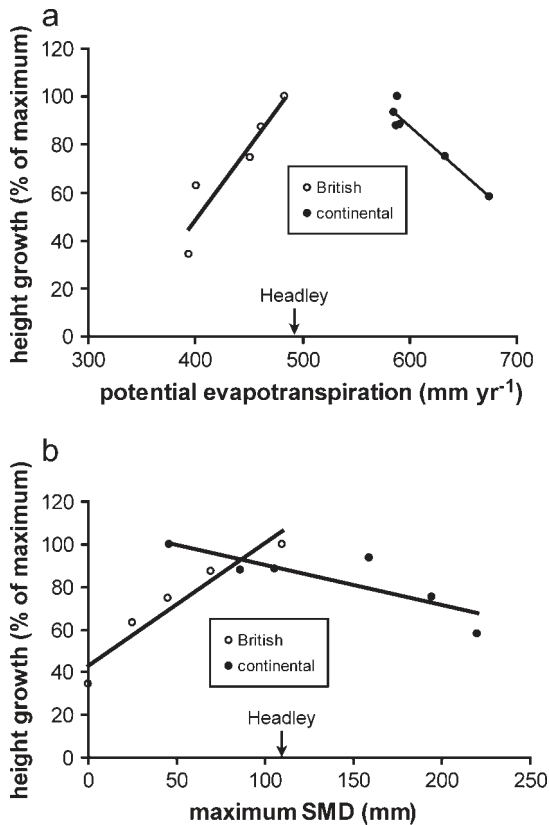 a
height growth (% of maximum)
120
100
80
60
40
20
0
British
continental
Headley
300
400
500
600
700
potential evapotranspiration (mm yr-1)
b
height growth (% of maximum)
120
100
80
60
40
20
0
British
continental
Headley
0
50
100
150
200
250
maximum SMD (mm)